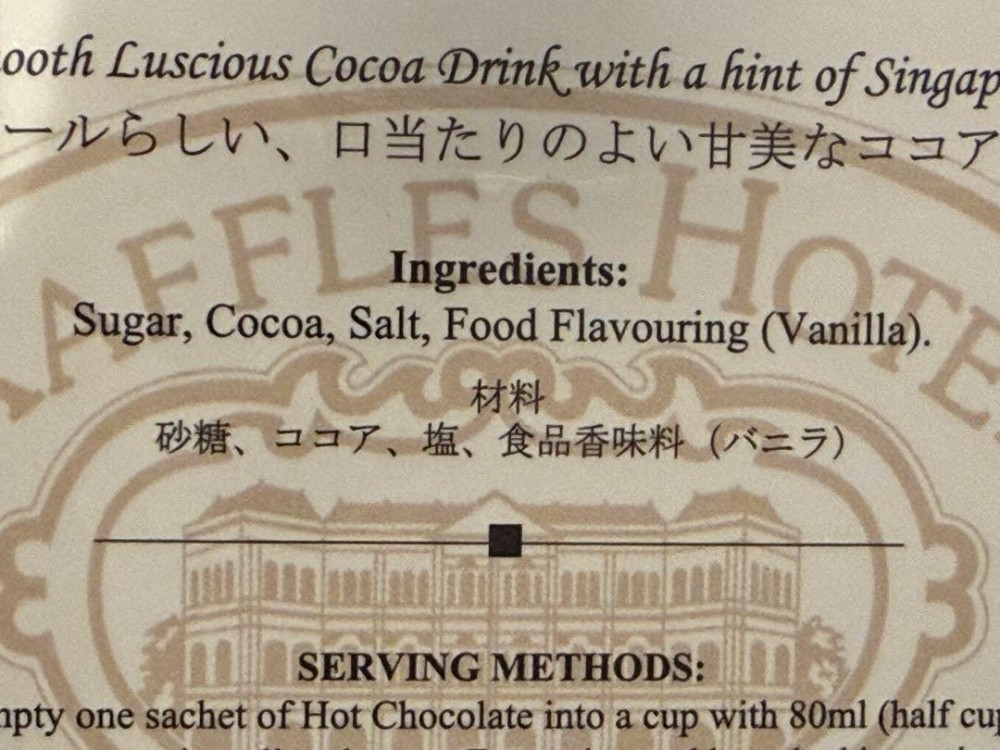 ooth Luscious Cocoa Drink with a hint of Singap
ールらしい、口当たりのよい甘美なココア
RAFFLES HOTE
Ingredients:
Sugar, Cocoa, Salt, Food Flavouring (Vanilla).
材料
砂糖、ココア、塩、食品香味料（バニラ）
SERVING METHODS:
mpty one sachet of Hot Chocolate into a cup with 80ml (half cup